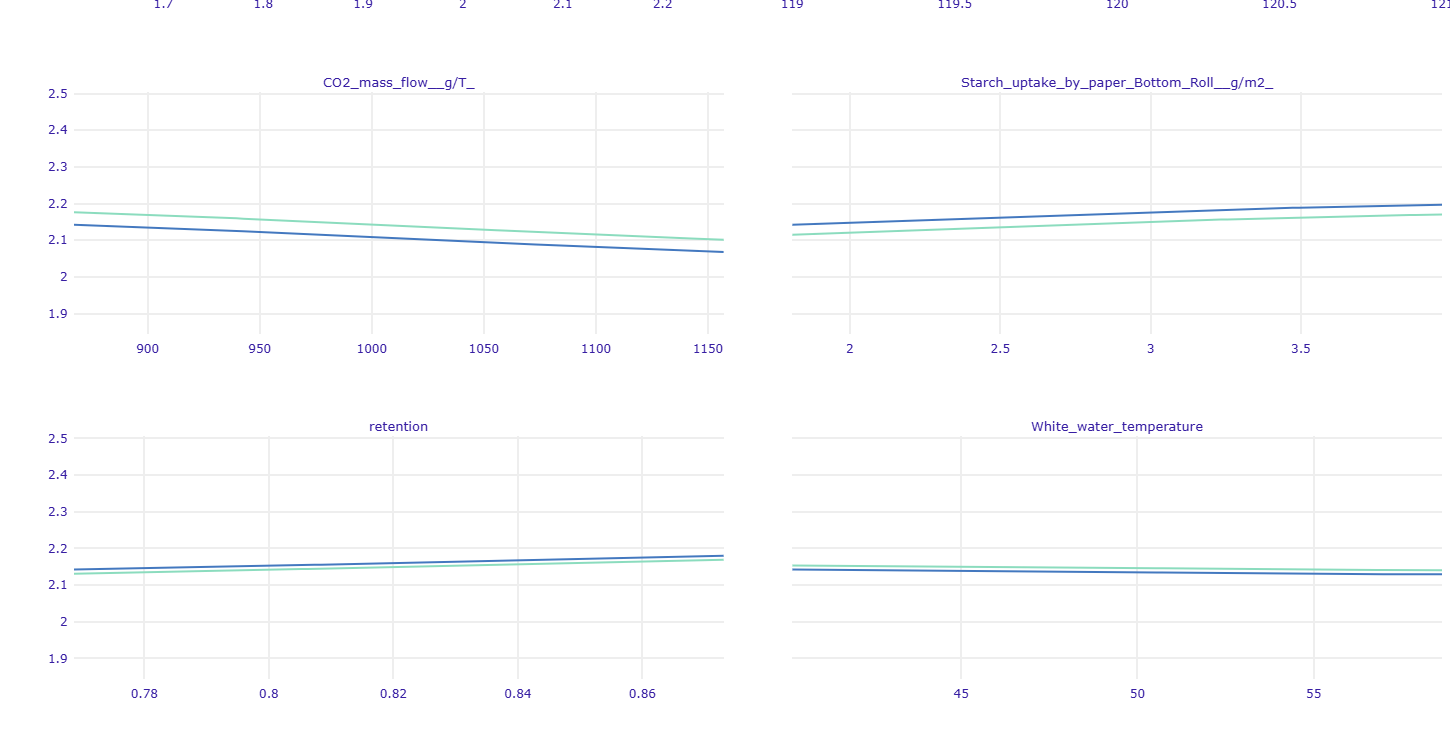 1.7 1.8 1.9 2 2.1 2.2 119 119.5 120 120.5 121
CO2_mass_flow__g/T_ Starch_uptake_by_paper_Bottom_Roll__g/m2_
2.5
2.4
2.3
2.2
2.1
2
1.9
900 950 1000 1050 1100 1150 2 2.5 3 3.5
retention White_water_temperature
2.5
2.4
2.3
2.2
2.1
2
1.9
0.78 0.8 0.82 0.84 0.86 45 50 55